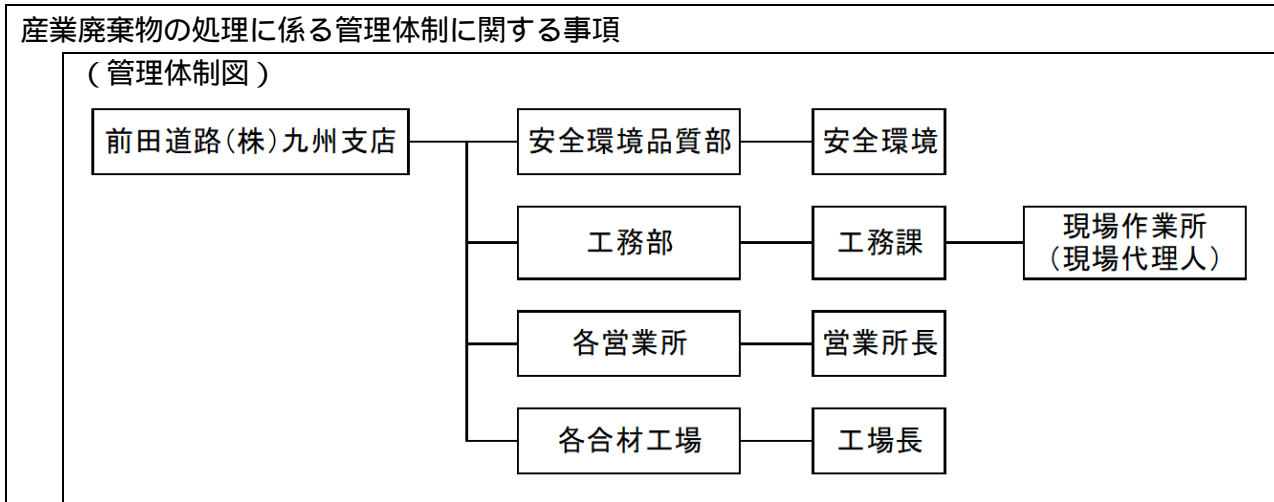 産業廃棄物の処理に係る管理体制に関する事項
（管理体制図）
前田道路(株)九州支店
安全環境品質部
安全環境
工務部
工務課
現場作業所
（現場代理人）
各営業所
営業所長
各合材工場
工場長